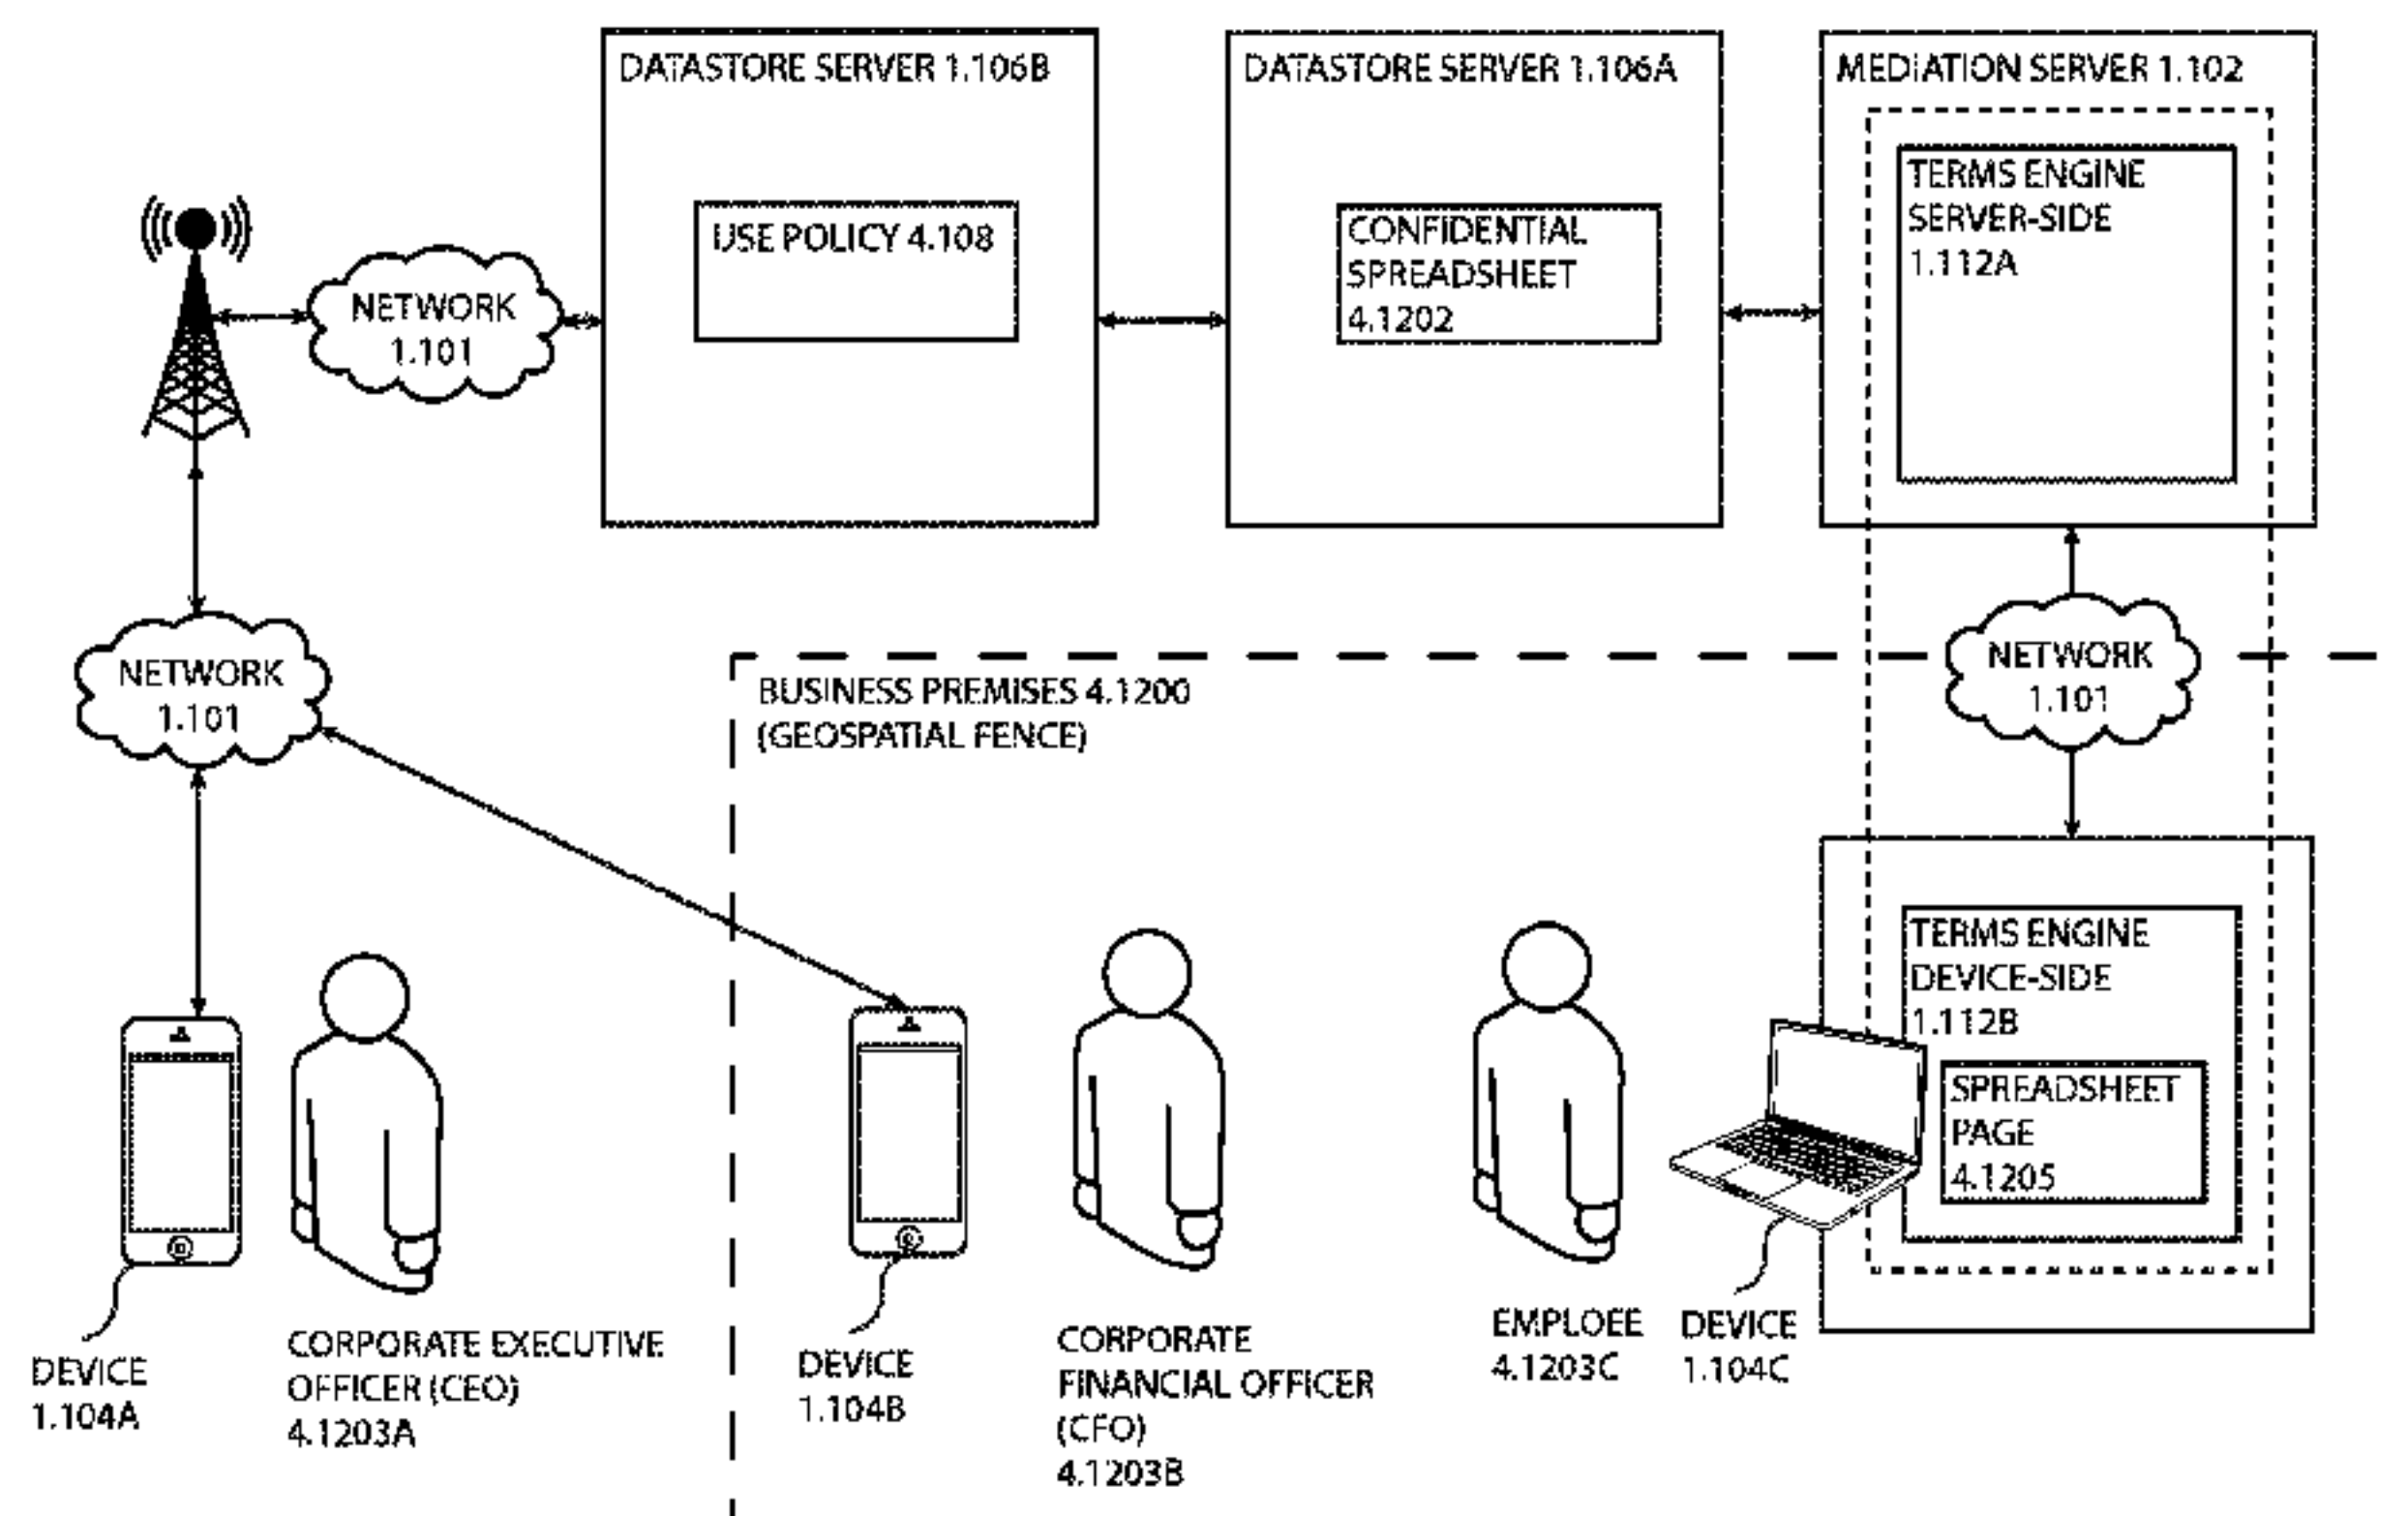 DATASTORE SERVER 1.106B
USE POLICY 4.108
DATASTORE SERVER 1.106A
CONFIDENTIAL
SPREADSHEET
4.1202
MEDIATION SERVER 1.102
TERMS ENGINE
SERVER-SIDE
1.112A
NETWORK
1.101
NETWORK
1.101
NETWORK
1.101
BUSINESS PREMISES 4.1200
(GEOSPATIAL FENCE)
TERMS ENGINE
DEVICE-SIDE
1.112B
SPREADSHEET
PAGE
4.1205
DEVICE
1.104A
CORPORATE EXECUTIVE
OFFICER (CEO)
4.1203A
DEVICE
1.104B
CORPORATE
FINANCIAL OFFICER
(CFO)
4.1203B
EMPLOEE
4.1203C
DEVICE
1.104C